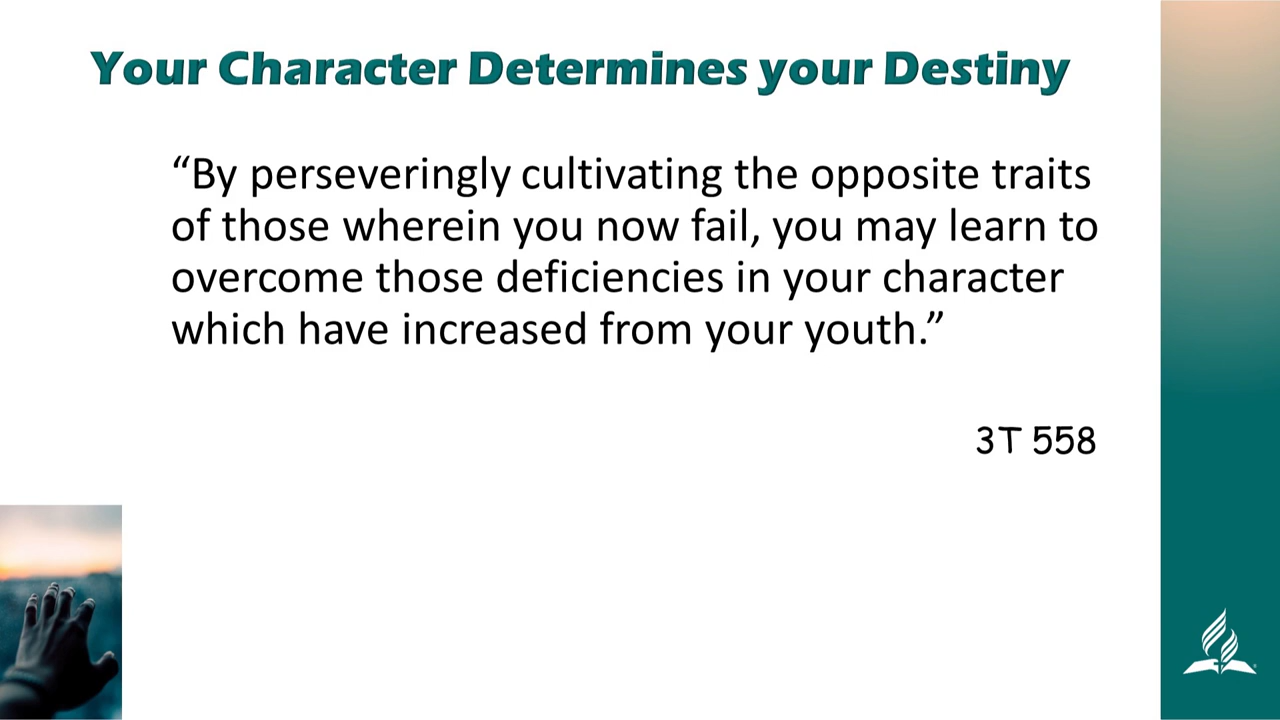 Your Character Determines your Destiny
“By perseveringly cultivating the opposite traits
of those wherein you now fail, you may learn to
overcome those deficiencies in your character
which have increased from your youth.”
3T 558